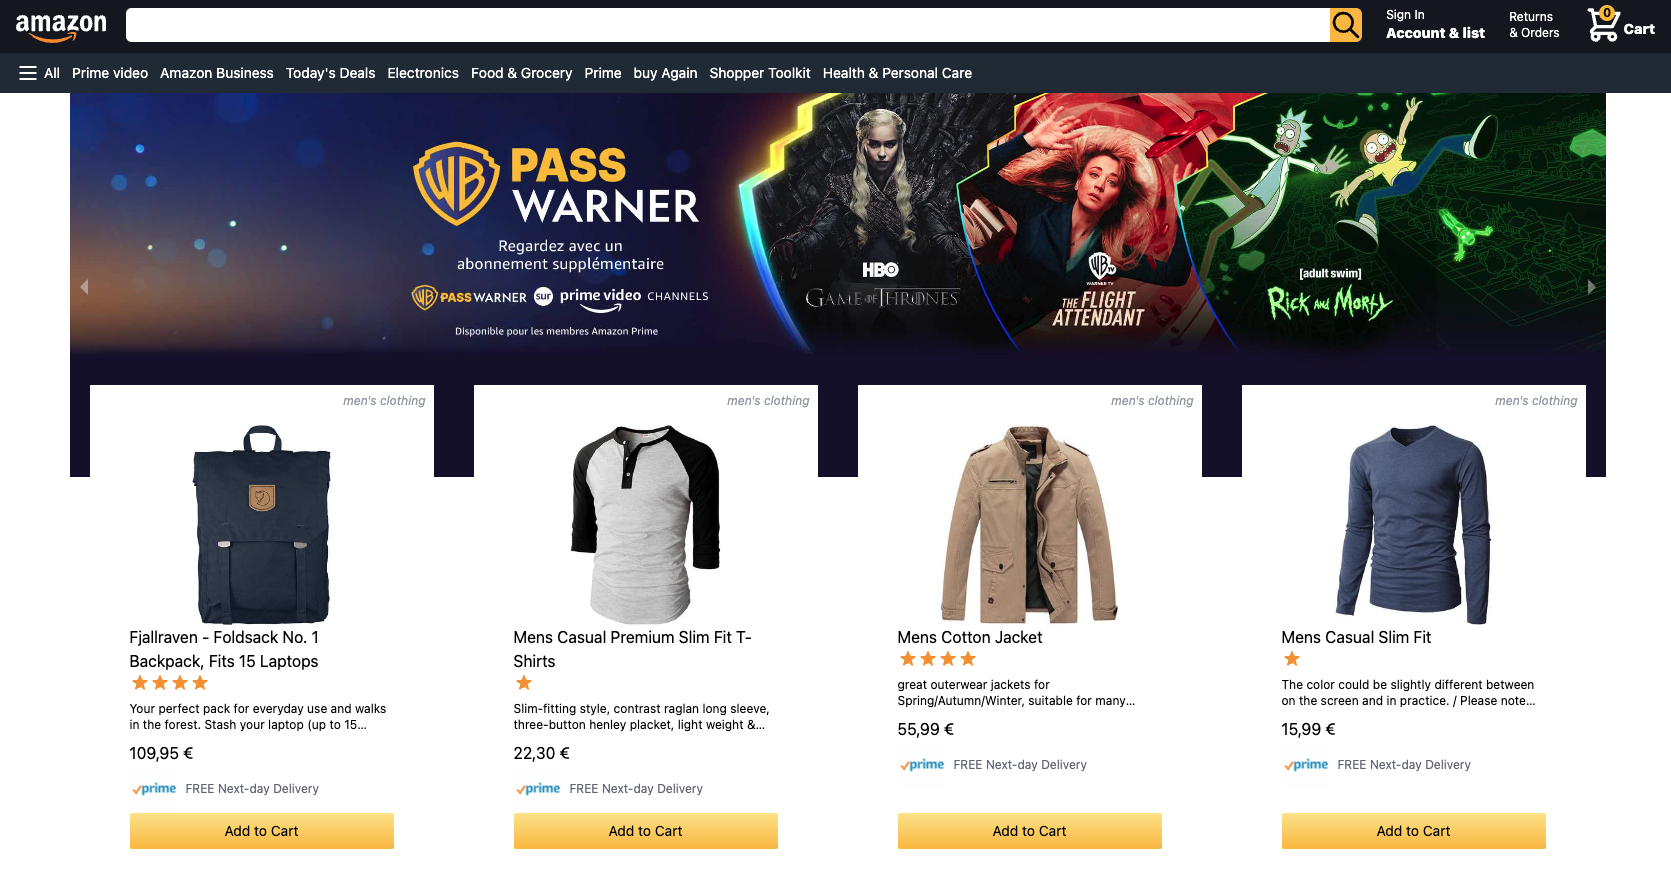 amazon
Sign In
Account & list
Returns
& Orders
0
Cart
All Prime video Amazon Business Today's Deals Electronics Food & Grocery Prime buy Again Shopper Toolkit Health & Personal Care
WB PASS
WARNER
Regardez avec un
abonnement supplémentaire
WB PASS WARNER sur prime video CHANNELS
Disponible pour les membres Amazon Prime
HBO
GAME OF THRONES
WB TV
WARNER TV
THE FLIGHT
ATTENDANT
[adult swim]
RICK AND MORTY
men's clothing
Fjallraven - Foldsack No. 1
Backpack, Fits 15 Laptops
Your perfect pack for everyday use and walks
in the forest. Stash your laptop (up to 15...
109,95 €
prime FREE Next-day Delivery
Add to Cart
men's clothing
Mens Casual Premium Slim Fit T-
Shirts
Slim-fitting style, contrast raglan long sleeve,
three-button henley placket, light weight &...
22,30 €
prime FREE Next-day Delivery
Add to Cart
men's clothing
Mens Cotton Jacket
great outerwear jackets for
Spring/Autumn/Winter, suitable for many...
55,99 €
prime FREE Next-day Delivery
Add to Cart
men's clothing
Mens Casual Slim Fit
The color could be slightly different between
on the screen and in practice. / Please note...
15,99 €
prime FREE Next-day Delivery
Add to Cart